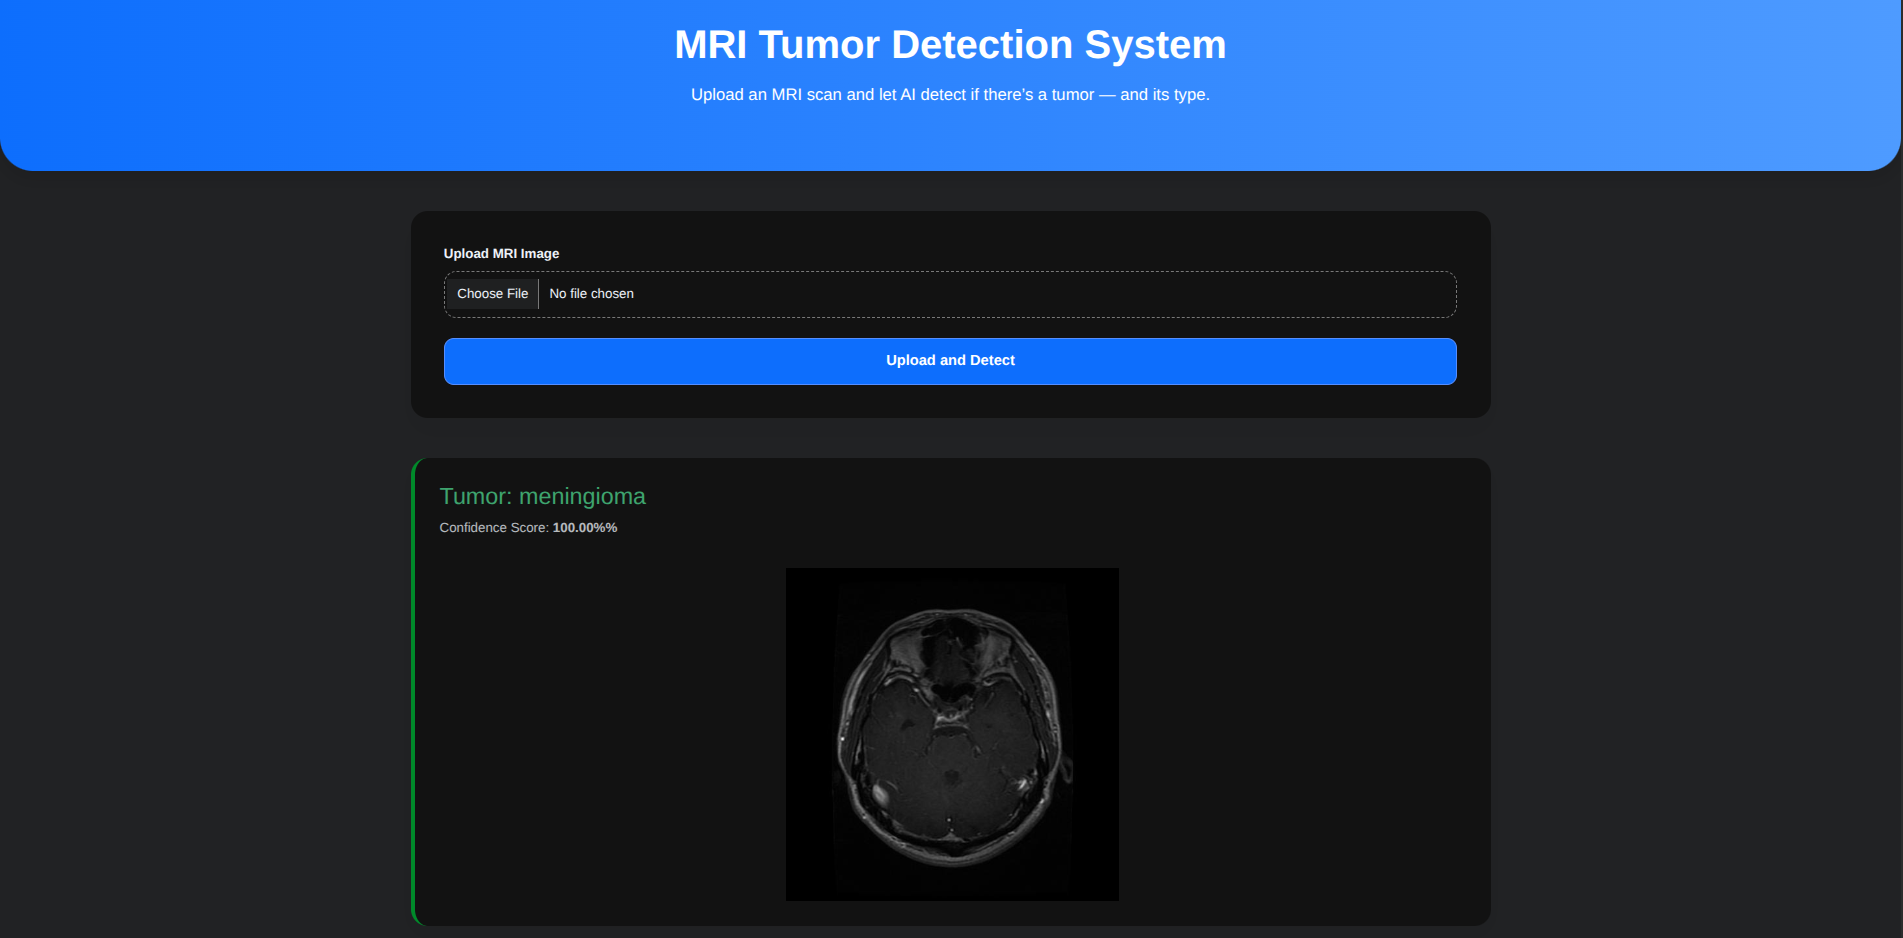 MRI Tumor Detection System
Upload an MRI scan and let AI detect if there’s a tumor — and its type.
Upload MRI Image
Choose File No file chosen
Upload and Detect
Tumor: meningioma
Confidence Score: 100.00%%